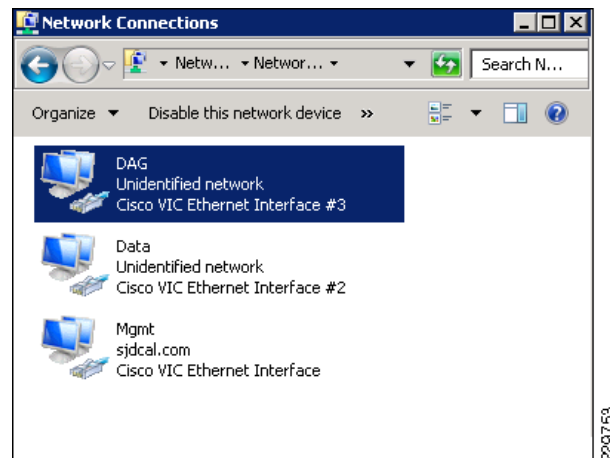 Network Connections
Netw... Networ...
Search N...
Organize Disable this network device »
DAG
Unidentified network
Cisco VIC Ethernet Interface #3
Data
Unidentified network
Cisco VIC Ethernet Interface #2
Mgmt
sjdcal.com
Cisco VIC Ethernet Interface
229753